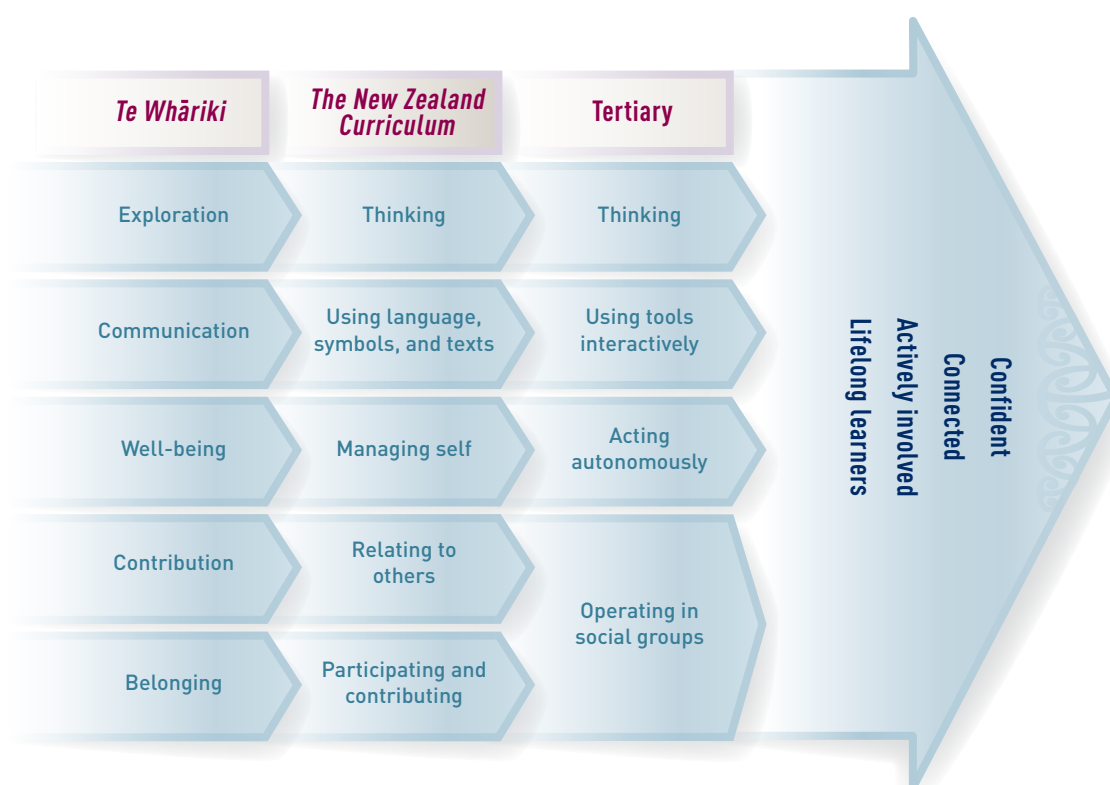 Te Whāriki
The New Zealand
Curriculum
Tertiary
Exploration
Thinking
Thinking
Communication
Using language,
symbols, and texts
Using tools
interactively
Well-being
Managing self
Acting
autonomously
Contribution
Relating to
others
Operating in
social groups
Belonging
Participating and
contributing
Confident
Connected
Actively involved
Lifelong learners